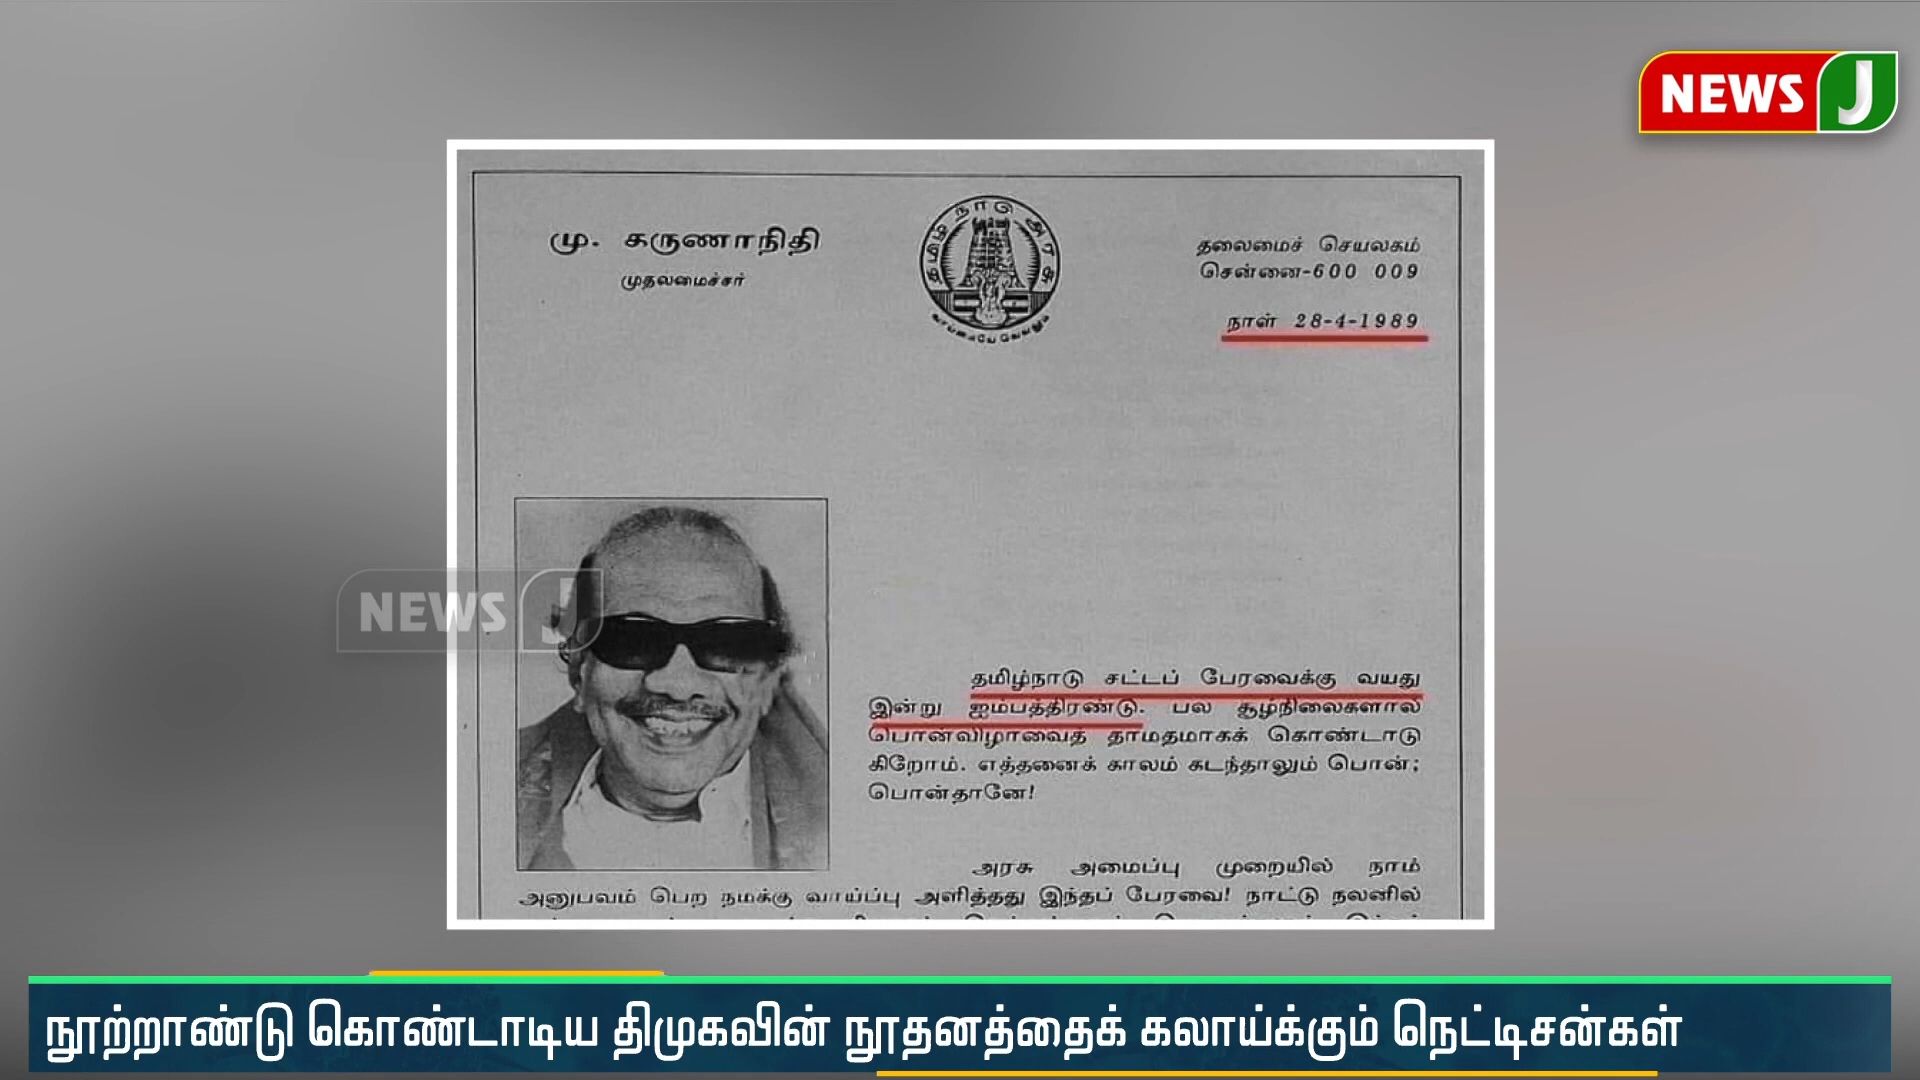 NEWS J
மு. கருணாநிதி
முதலமைச்சர்
தமிழ் நாடு அரசு
வாய்மையே வெல்லும்
தலைமைச் செயலகம்
சென்னை-600 009
நாள் 28-4-1989
NEWS J
தமிழ்நாடு சட்டப் பேரவைக்கு வயது
இன்று ஐம்பத்திரண்டு. பல சூழ்நிலைகளால்
பொன்விழாவைத் தாமதமாகக் கொண்டாடு
கிறோம். எத்தனைக் காலம் கடந்தாலும் பொன்;
பொன்தானே!
அரசு அமைப்பு முறையில் நாம்
அனுபவம் பெற நமக்கு வாய்ப்பு அளித்தது இந்தப் பேரவை! நாட்டு நலனில்
நூற்றாண்டு கொண்டாடிய திமுகவின் நூதனத்தைக் கலாய்க்கும் நெட்டிசன்கள்